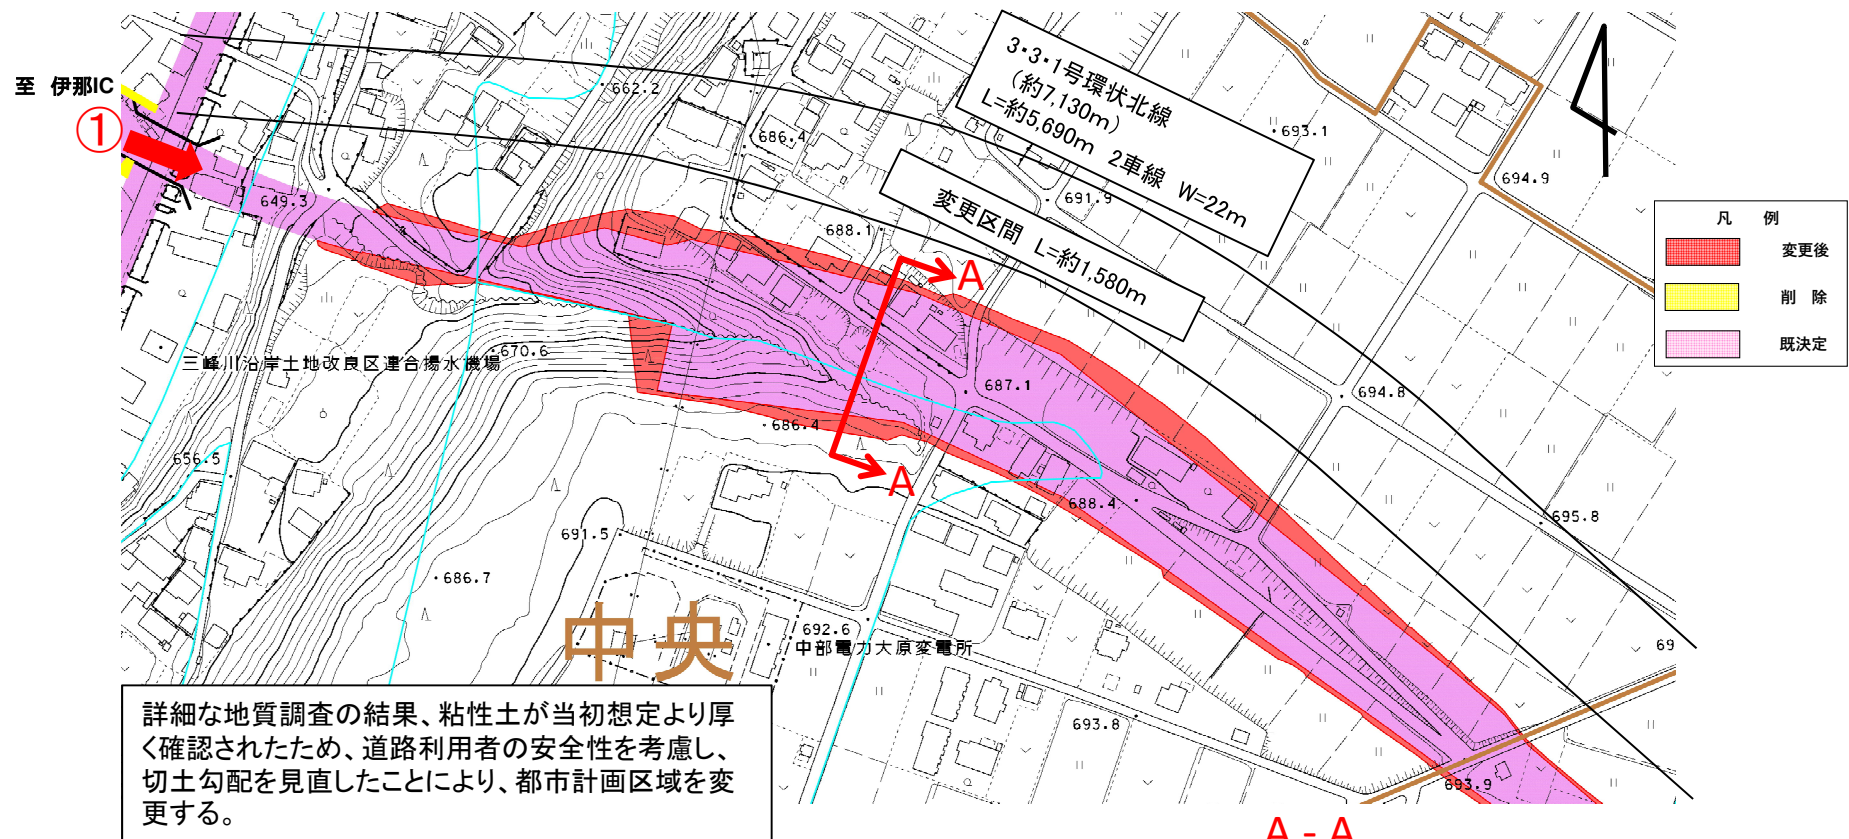 至 伊那IC
①
3・3・1号環状北線
(約7,130m)
L=約5,690m 2車線 W=22m
変更区間 L=約1,580m
凡 例
変更後
削 除
既決定
662.2
686.4
693.1
694.9
649.3
691.9
688.1
A
670.6
三峰川沿岸土地改良区連合揚水機場
687.1
694.8
686.4
656.5
A
688.4
695.8
691.5
686.7
中央
692.6
中部電力大原変電所
69
693.8
693.9
詳細な地質調査の結果、粘性土が当初想定より厚
く確認されたため、道路利用者の安全性を考慮し、
切土勾配を見直したことにより、都市計画区域を変
更する。
A - A